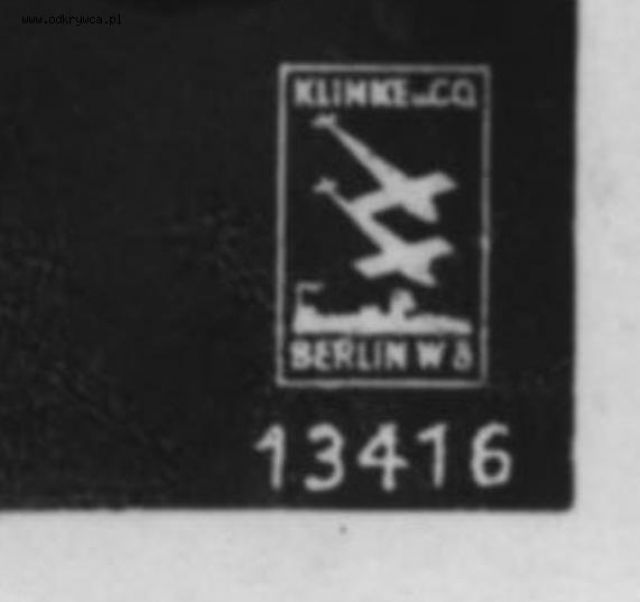 www.odkrywca.pl
KLINKE u. CO.
BERLIN W 8
13416